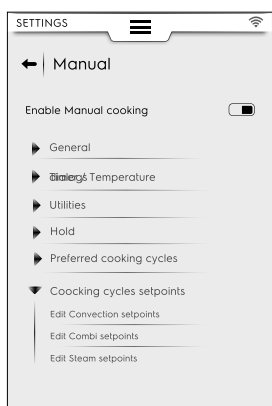 SETTINGS
Manual
Enable Manual cooking
General
Temperature
Utilities
Hold
Preferred cooking cycles
Coocking cycles setpoints
Edit Convection setpoints
Edit Combi setpoints
Edit Steam setpoints